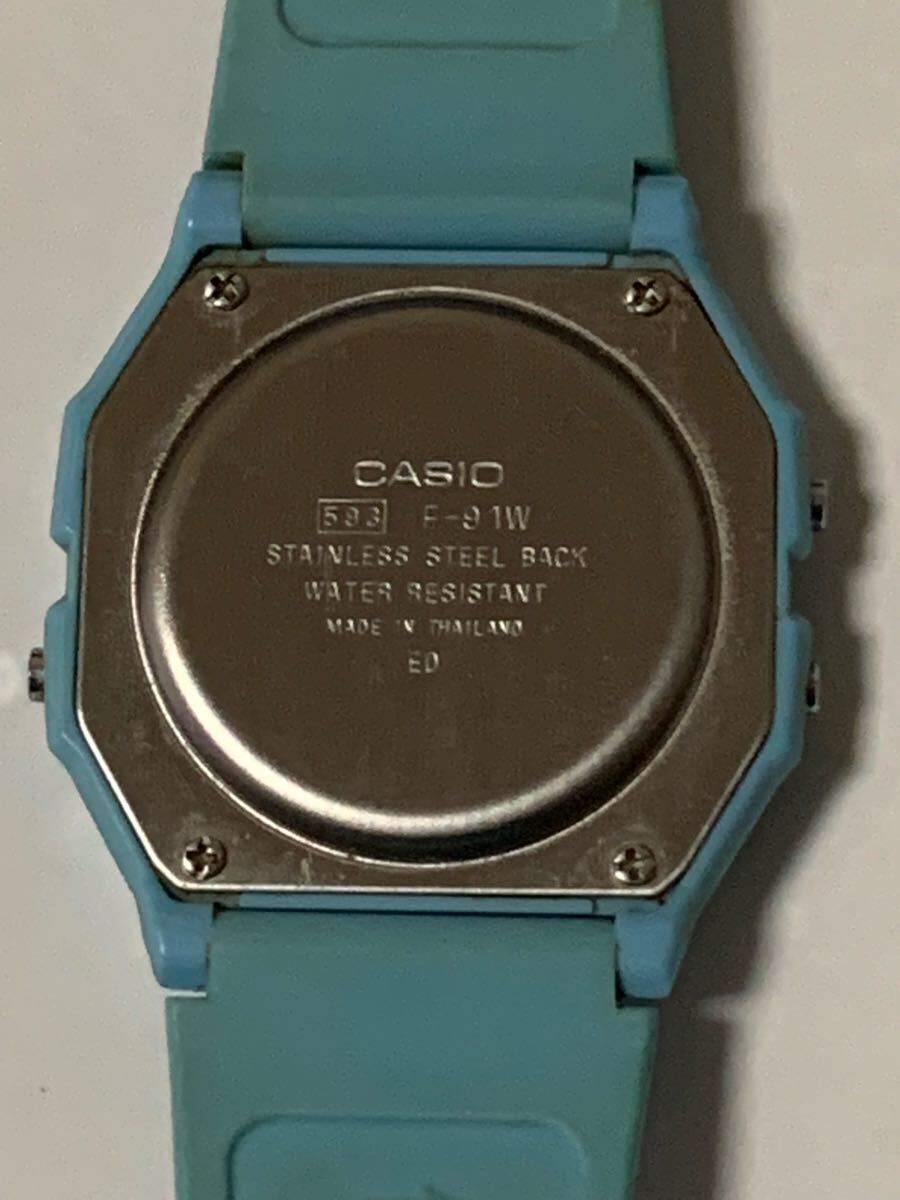 CASIO
593 F-91W
STAINLESS STEEL BACK
WATER RESISTANT
MADE IN THAILAND
ED